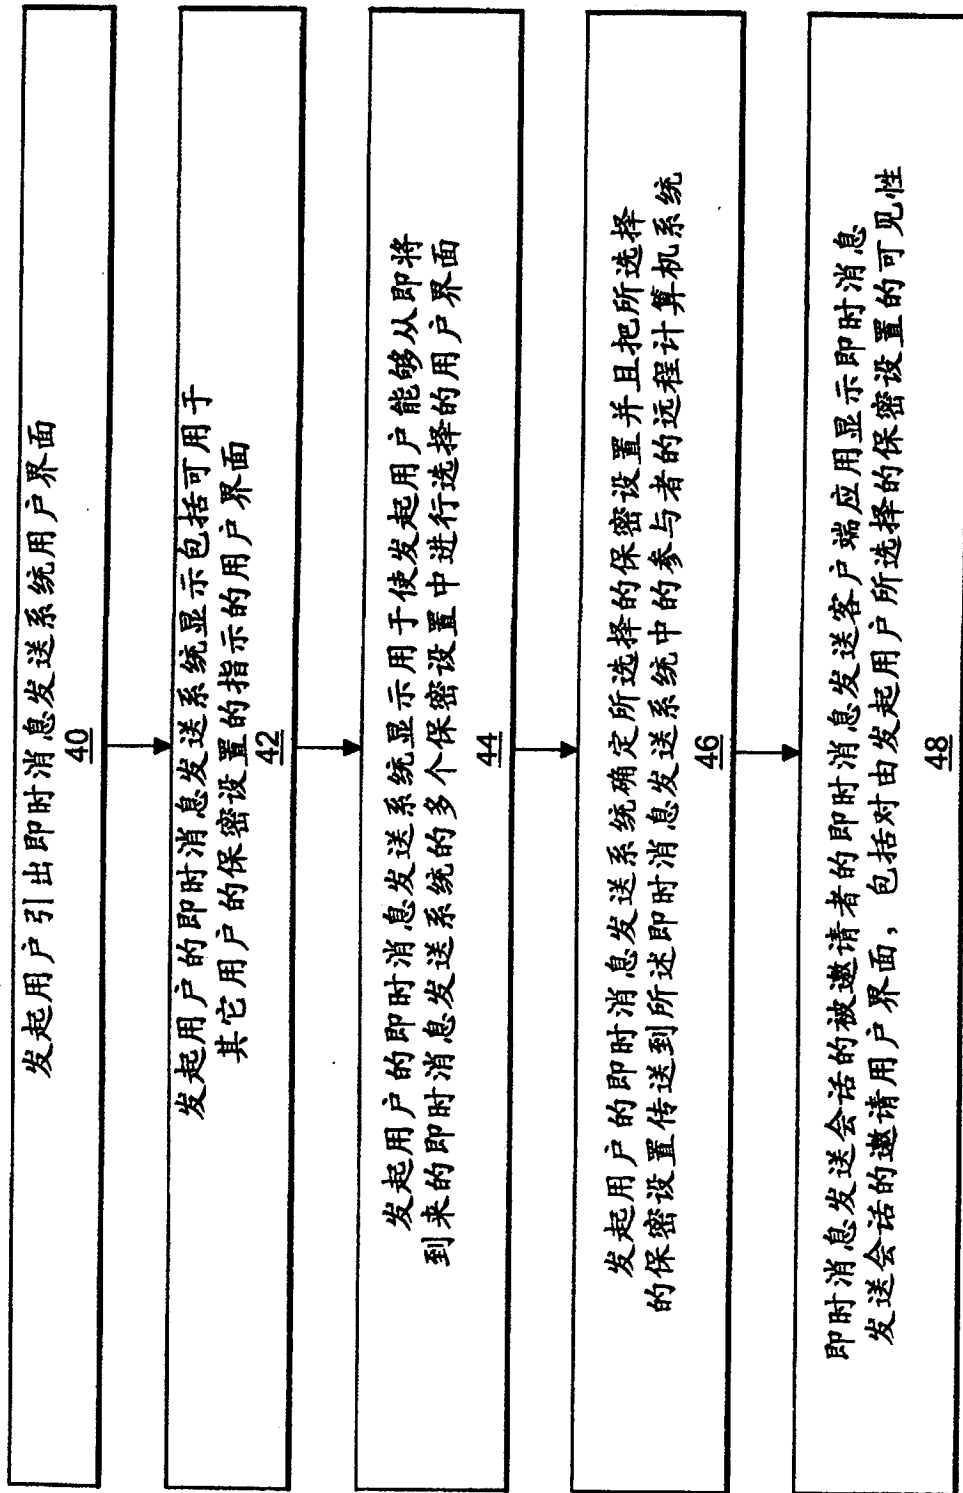 发起用户引出即时消息发送系统用户界面
40
发起用户的即时消息发送系统显示包括可用于
其它用户的保密设置的指示的用户界面
42
发起用户的即时消息发送系统显示用于使发起用户能够从即将
到来的即时消息发送系统的多个保密设置中进行选择的用户界面
44
发起用户的即时消息发送系统确定所选择的保密设置并且把所选择
的保密设置传送到所述即时消息发送系统中的参与者的远程计算机系统
46
即时消息发送会话的被邀请者的即时消息发送客户端应用显示即时消息
发送会话的邀请用户界面，包括对由发起用户所选择的保密设置的可见性
48